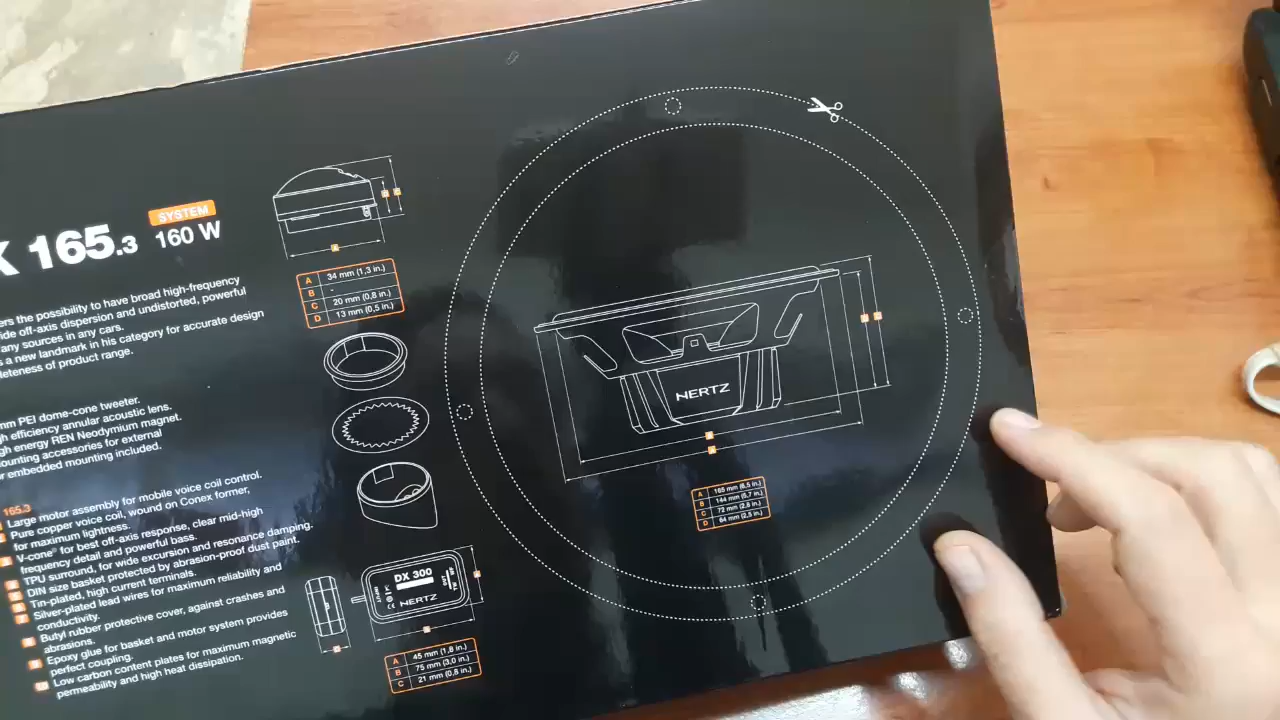 K 165.3
SYSTEM
160 W
ers the possibility to have broad high-frequency
ide off-axis dispersion and undistorted, powerful
any sources in any cars.
s a new landmark in his category for accurate design
leteness of product range.
mm PEI dome-cone tweeter.
gh efficiency annular acoustic lens.
igh energy REN Neodymium magnet.
ounting accessories for external
r embedded mounting included.
165.3
Large motor assembly for mobile voice coil control.
Pure copper voice coil, wound on Conex former,
for maximum lightness.
V-cone® for best off-axis response, clear mid-high
frequency detail and powerful bass.
TPU surround, for wide excursion and resonance damping.
DIN size basket protected by abrasion-proof dust paint.
Tin-plated, high current terminals.
Silver-plated lead wires for maximum reliability and
conductivity.
Butyl rubber protective cover, against crashes and
abrasions.
Epoxy glue for basket and motor system provides
perfect coupling.
Low carbon content plates for maximum magnetic
permeability and high heat dissipation.
A 34 mm (1,3 in.)
B -
C 20 mm (0,8 in.)
D 13 mm (0,5 in.)
DX 300
HERTZ
A 45 mm (1,8 in.)
B 75 mm (3,0 in.)
C 21 mm (0,8 in.)
HERTZ
A 165 mm (6,5 in.)
B 144 mm (5,7 in.)
C 72 mm (2,8 in.)
D 64 mm (2,5 in.)